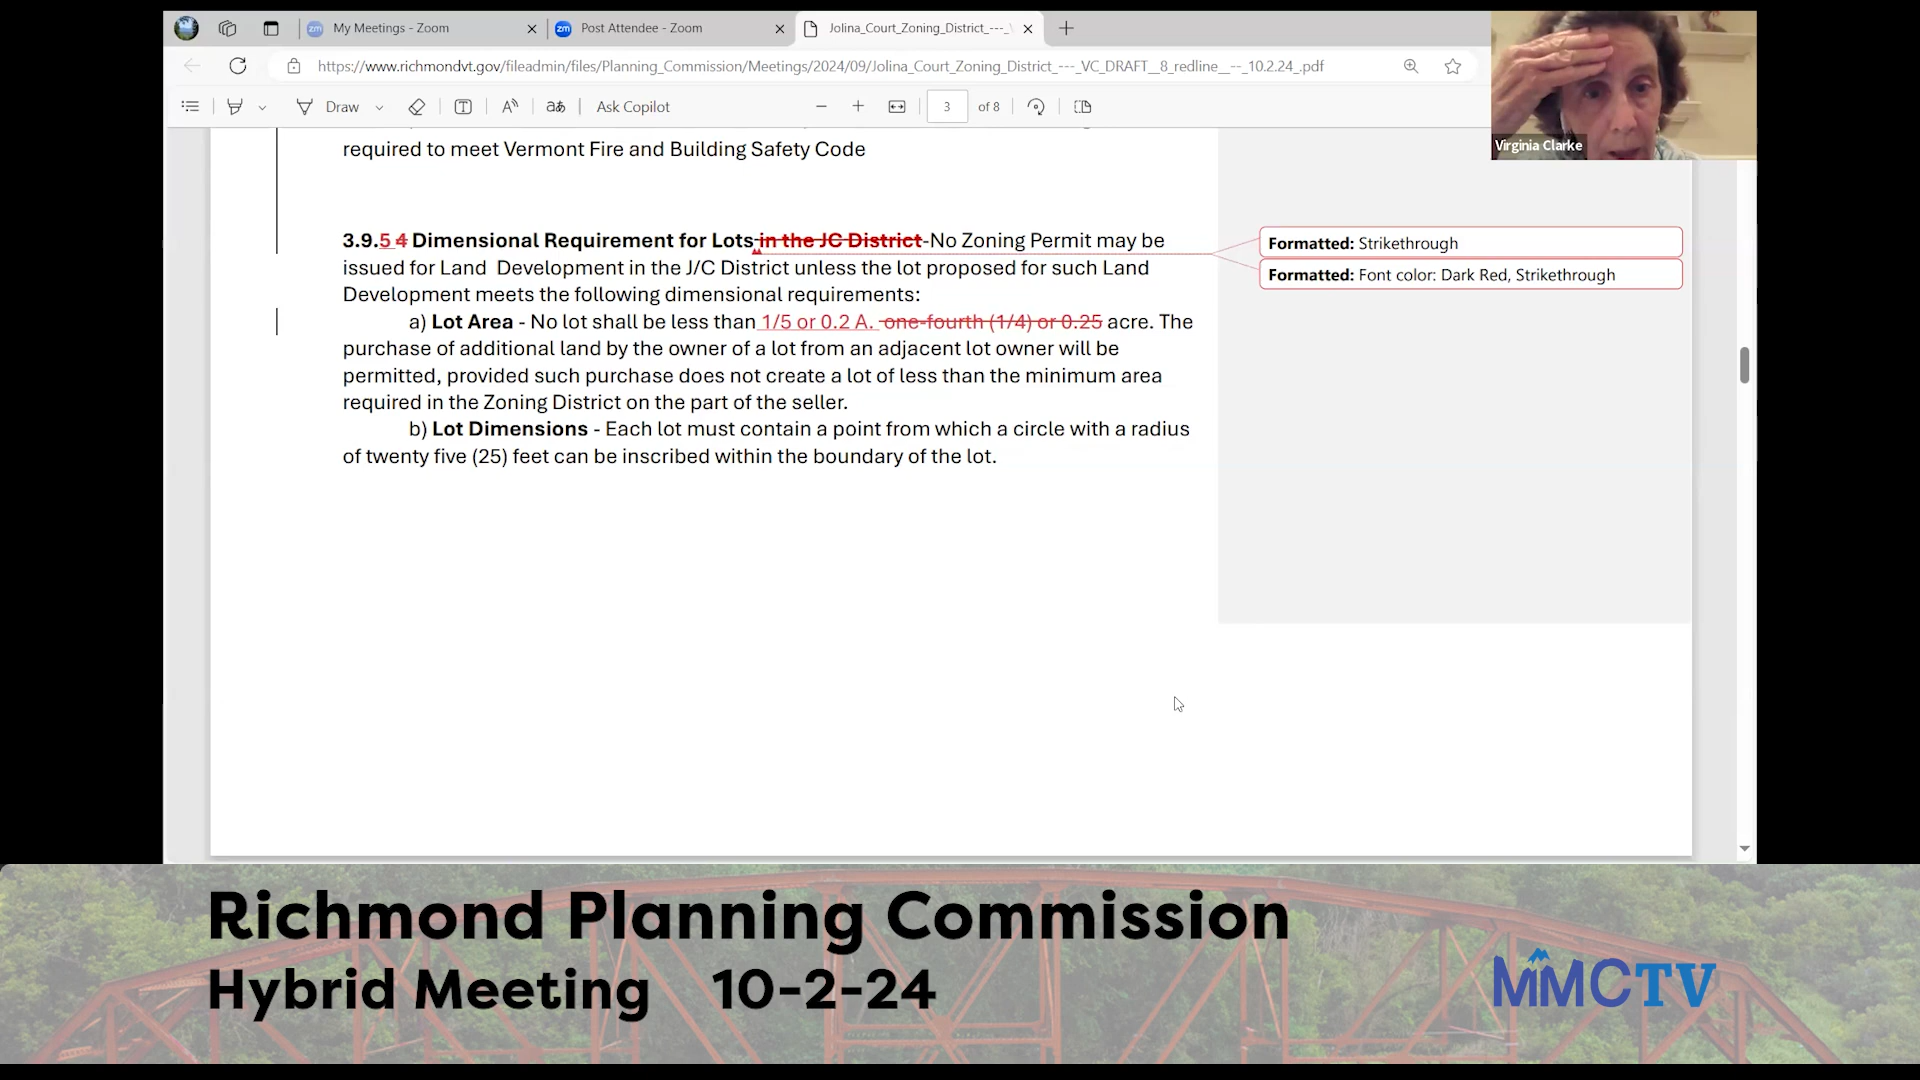 My Meetings - Zoom
Post Attendee - Zoom
Jolina_Court_Zoning_District_---_
https://www.richmondvt.gov/fileadmin/files/Planning_Commission/Meetings/2024/09/Jolina_Court_Zoning_District_---_VC_DRAFT__8_redline__--_10.2.24_.pdf
Draw
Ask Copilot
3 of 8
Virginia Clarke
required to meet Vermont Fire and Building Safety Code
3.9.5 4 Dimensional Requirement for Lots in the JC District-No Zoning Permit may be
issued for Land Development in the J/C District unless the lot proposed for such Land
Development meets the following dimensional requirements:
a) Lot Area - No lot shall be less than 1/5 or 0.2 A. one-fourth (1/4) or 0.25 acre. The
purchase of additional land by the owner of a lot from an adjacent lot owner will be
permitted, provided such purchase does not create a lot of less than the minimum area
required in the Zoning District on the part of the seller.
b) Lot Dimensions - Each lot must contain a point from which a circle with a radius
of twenty five (25) feet can be inscribed within the boundary of the lot.
Formatted: Strikethrough
Formatted: Font color: Dark Red, Strikethrough
Richmond Planning Commission
Hybrid Meeting 10-2-24
MMCTV